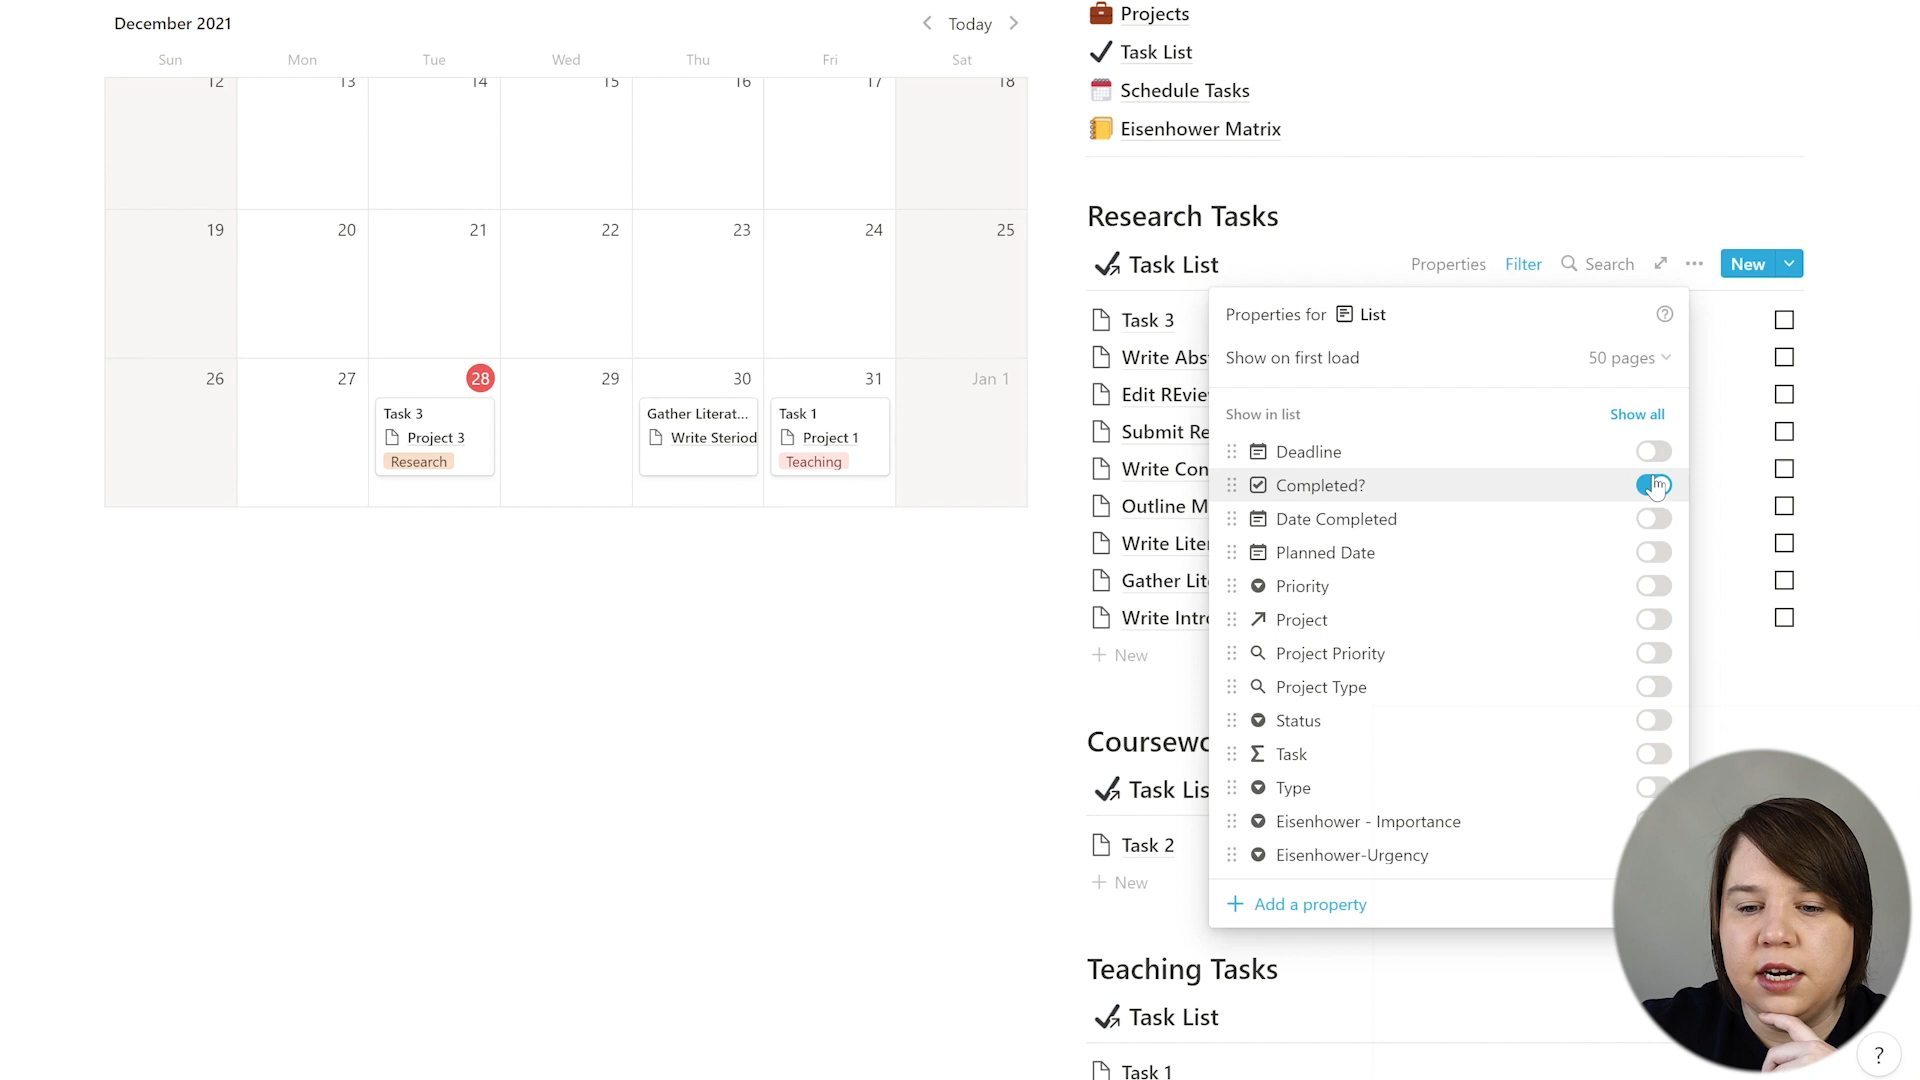 December 2021
Today
Sun Mon Tue Wed Thu Fri Sat
12 13 14 15 16 17 18
19 20 21 22 23 24 25
26 27 28 29 30 31 Jan 1
Task 3
Project 3
Research
Gather Literat...
Write Steriod
Task 1
Project 1
Teaching
Projects
Task List
Schedule Tasks
Eisenhower Matrix
Research Tasks
Task List
Properties Filter Search New
Task 3
Write Abs
Edit REvie
Submit Re
Write Con
Outline M
Write Liter
Gather Lit
Write Intro
+ New
Properties for List
Show on first load 50 pages
Show in list Show all
Deadline
Completed?
Date Completed
Planned Date
Priority
Project
Project Priority
Project Type
Status
Task
Type
Eisenhower - Importance
Eisenhower-Urgency
+ Add a property
Coursewo
Task Lis
Task 2
+ New
Teaching Tasks
Task List
Task 1
?